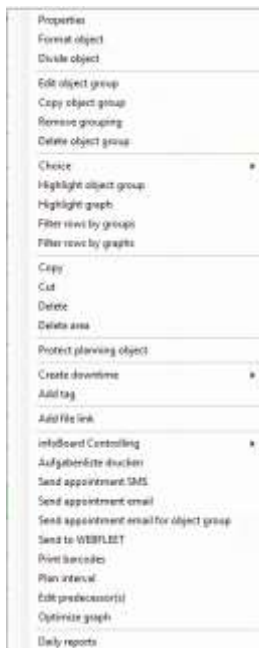 Properties
Format object
Divide object
Edit object group
Copy object group
Remove grouping
Delete object group
Choice
Highlight object group
Highlight graph
Filter rows by groups
Filter rows by graphs
Copy
Cut
Delete
Delete area
Protect planning object
Create downtime
Add tag
Add file link
infoBoard Controlling
Aufgabenliste drucken
Send appointment SMS
Send appointment email
Send appointment email for object group
Send to WEBFLEET
Print barcodes
Plan interval
Edit predecessor(s)
Optimize graph
Daily reports